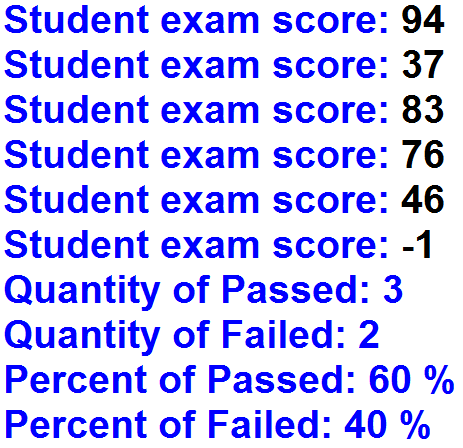 Student exam score: 94
Student exam score: 37
Student exam score: 83
Student exam score: 76
Student exam score: 46
Student exam score: -1
Quantity of Passed: 3
Quantity of Failed: 2
Percent of Passed: 60 %
Percent of Failed: 40 %